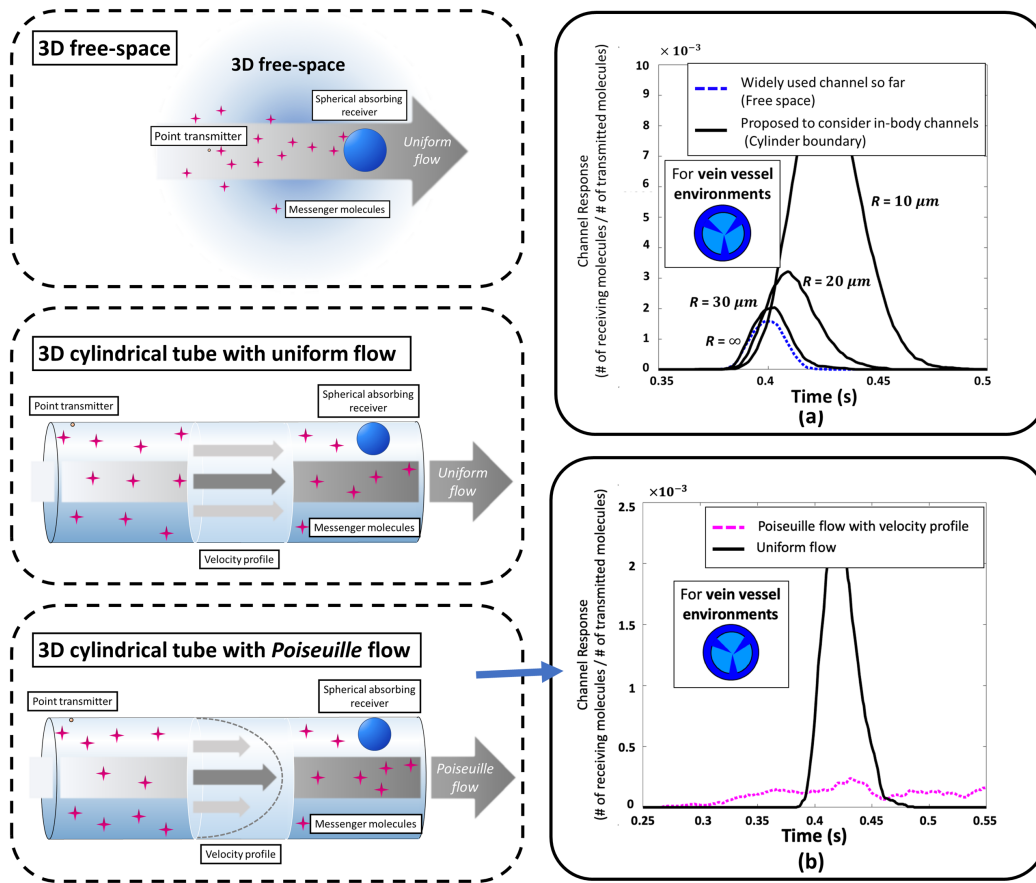 3D free-space
3D free-space
Spherical absorbing
receiver
Point transmitter
Uniform
flow
Messenger molecules
3D cylindrical tube with uniform flow
Point transmitter
Spherical absorbing
receiver
Uniform
flow
Messenger molecules
Velocity profile
3D cylindrical tube with Poiseuille flow
Point transmitter
Spherical absorbing
receiver
Poiseuille
flow
Messenger molecules
Velocity profile
× 10⁻³
Channel Response
(# of receiving molecules / # of transmitted molecules)
10
9
8
7
6
5
4
3
2
1
0
Widely used channel so far
(Free space)
Proposed to consider in-body channels
(Cylinder boundary)
For vein vessel
environments
R = 10 μm
R = 20 μm
R = 30 μm
R = ∞
0.35
0.4
0.45
0.5
Time (s)
(a)
×10⁻³
Channel Response
(# of receiving molecules / # of transmitted molecules)
2.5
2
1.5
1
0.5
0
Poiseuille flow with velocity profile
Uniform flow
For vein vessel
environments
0.25
0.3
0.35
0.4
0.45
0.5
0.55
Time (s)
(b)